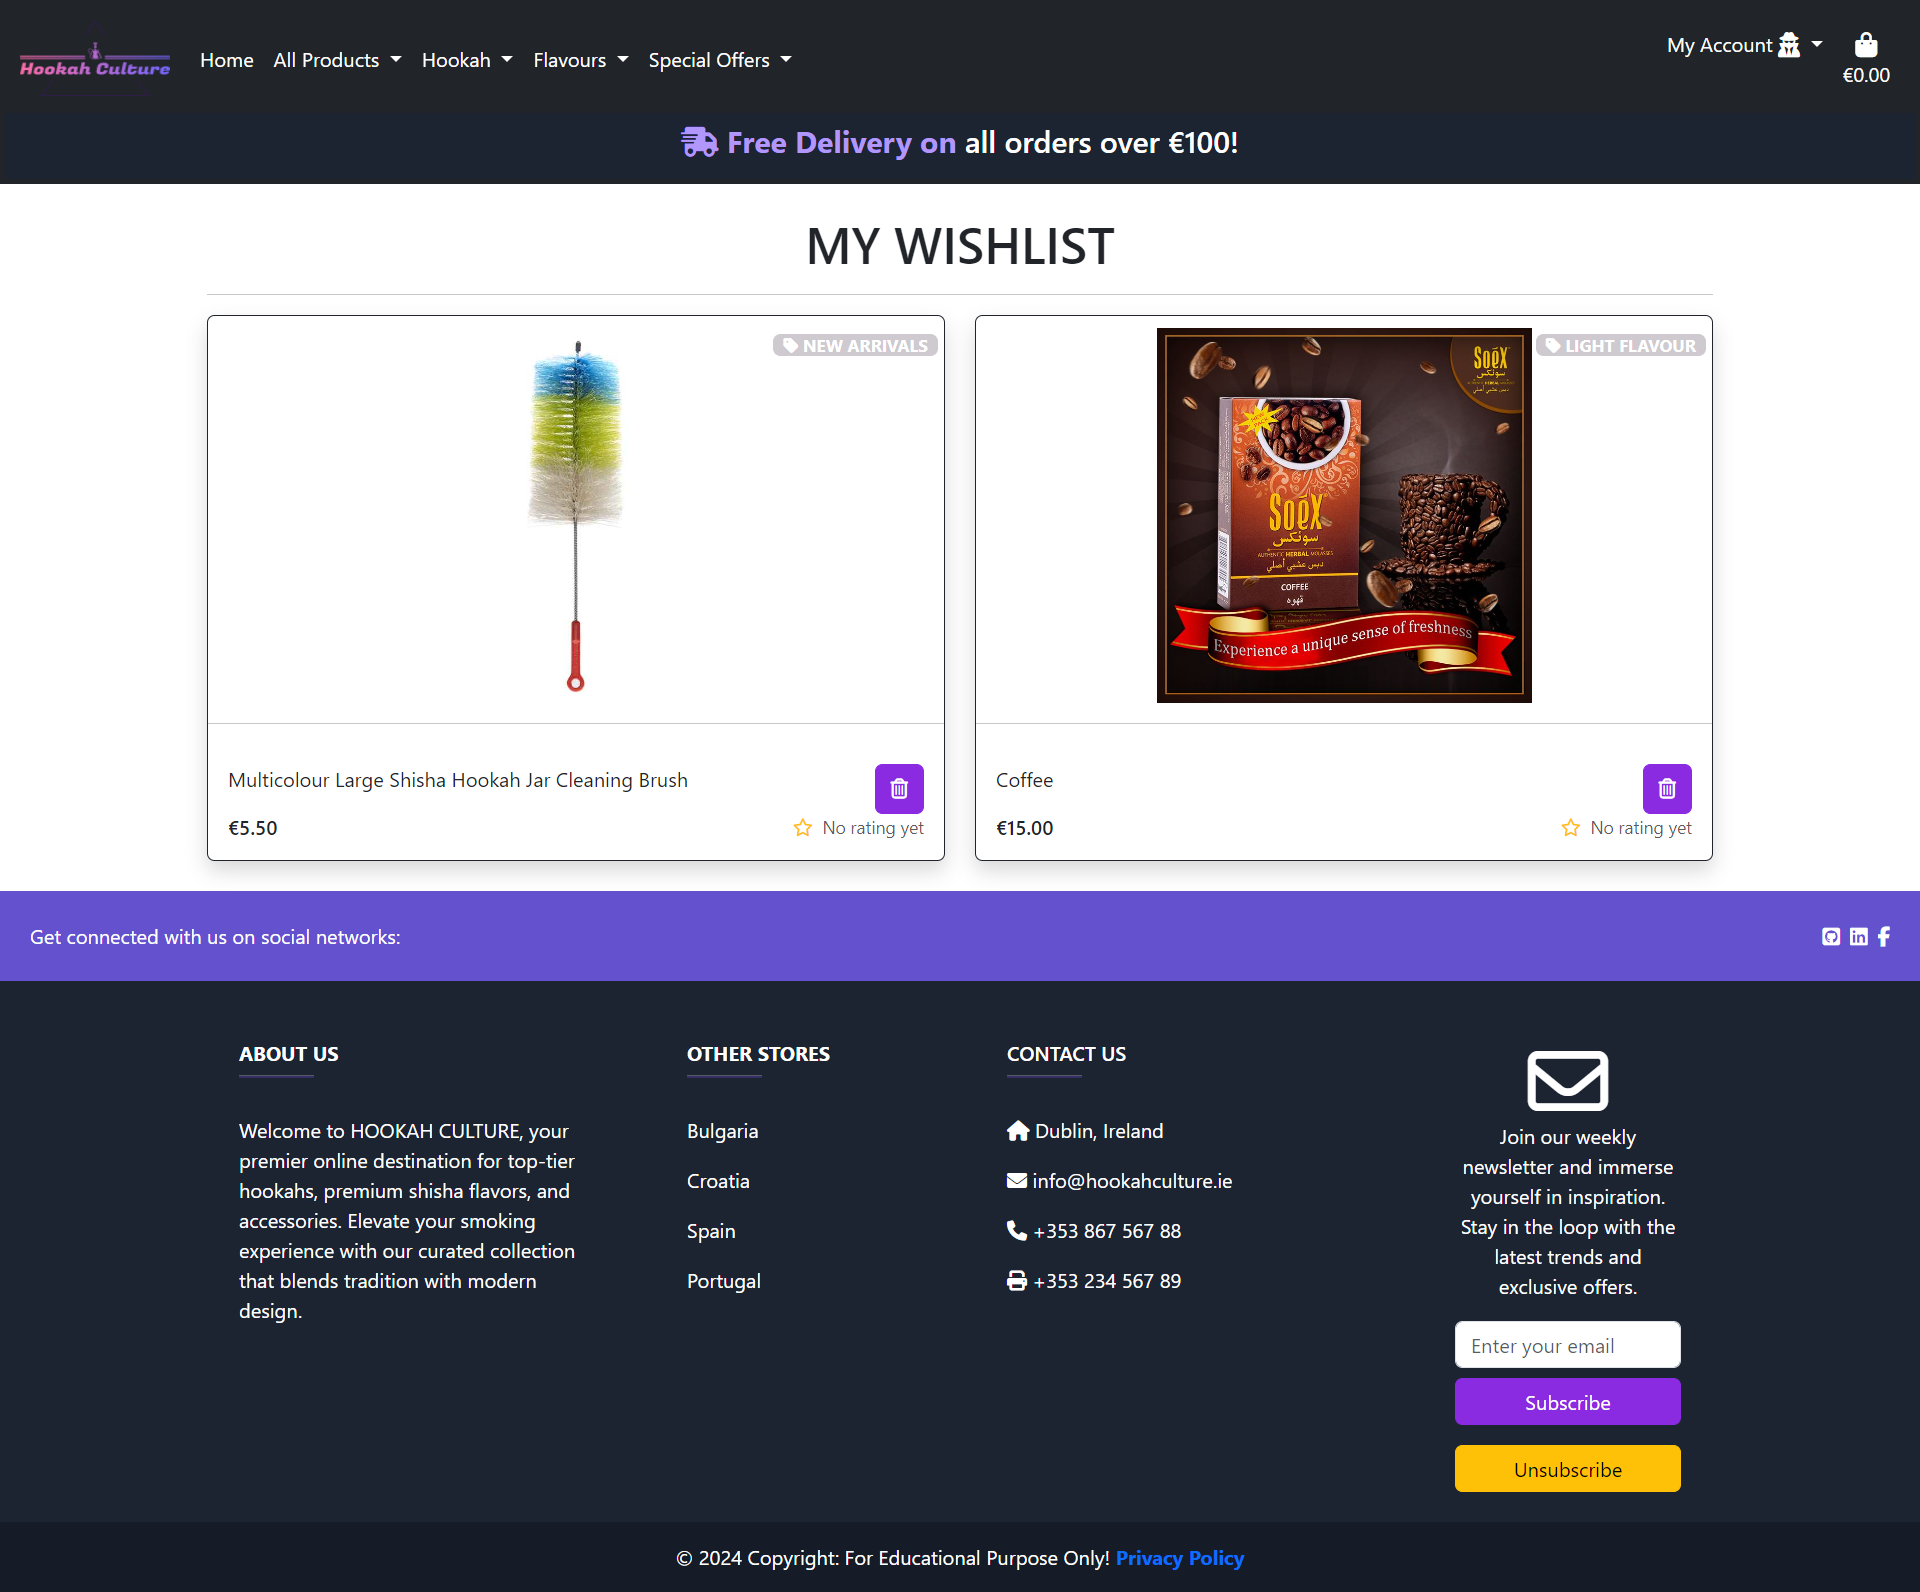 Hookah Culture
Home
All Products
Hookah
Flavours
Special Offers
My Account
€0.00
Free Delivery on all orders over €100!
MY WISHLIST
NEW ARRIVALS
LIGHT FLAVOUR
SOEX
سوئكس
SOEX
سوئكس
AUTHENTIC HERBAL MOLASSES
دبس عشبي أصلي
COFFEE
قهوه
Experience a unique sense of freshness
Multicolour Large Shisha Hookah Jar Cleaning Brush
€5.50
No rating yet
Coffee
€15.00
No rating yet
Get connected with us on social networks:
ABOUT US
Welcome to HOOKAH CULTURE, your
premier online destination for top-tier
hookahs, premium shisha flavors, and
accessories. Elevate your smoking
experience with our curated collection
that blends tradition with modern
design.
OTHER STORES
Bulgaria
Croatia
Spain
Portugal
CONTACT US
Dublin, Ireland
info@hookahculture.ie
+353 867 567 88
+353 234 567 89
Join our weekly
newsletter and immerse
yourself in inspiration.
Stay in the loop with the
latest trends and
exclusive offers.
Enter your email
Subscribe
Unsubscribe
© 2024 Copyright: For Educational Purpose Only! Privacy Policy